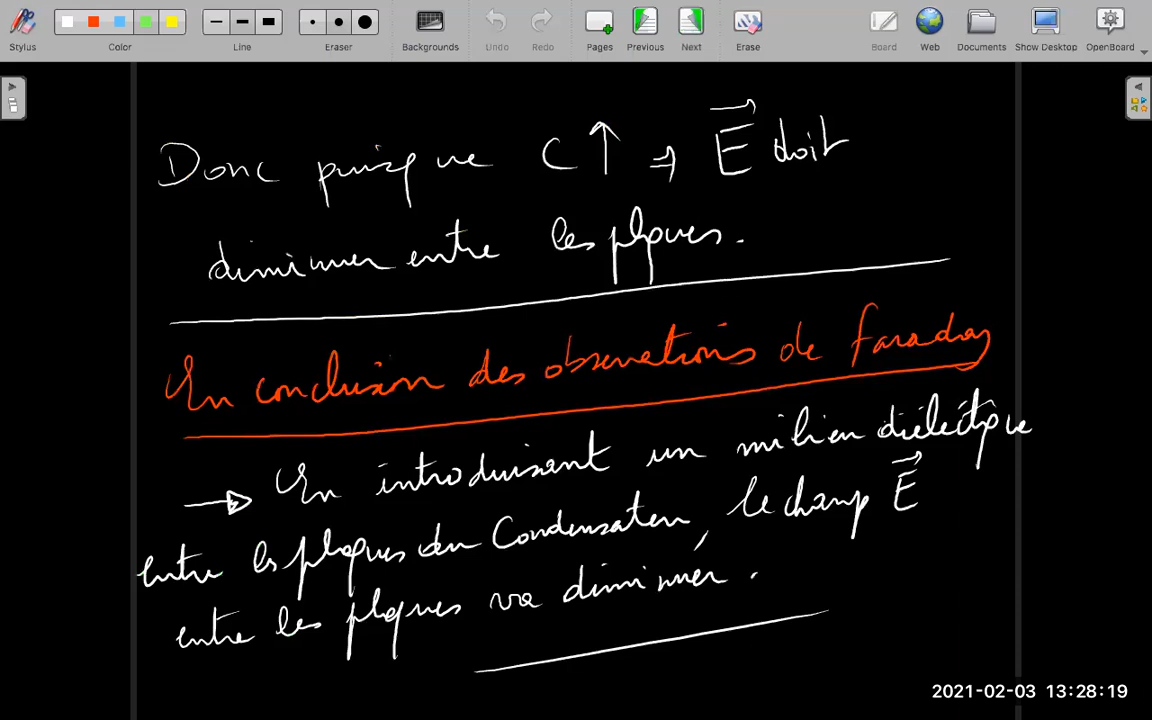 Stylus
Color
Line
Eraser
Backgrounds
Undo
Redo
Pages
Previous
Next
Erase
Board
Web
Documents
Show Desktop
OpenBoard
Donc puisque C↑ ⇒ E⃗ doit
diminuer entre les plaques.
En conclusion des observations de Faraday
→ En introduisant un milieu diélectique
entre les plaques du Condensateur, le champ E⃗
entre les plaques va diminuer.
2021-02-03 13:28:19